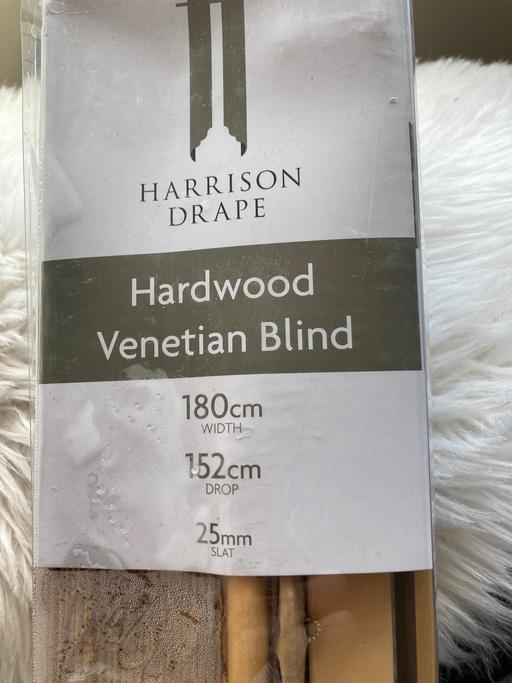 HARRISON
DRAPE
Hardwood
Venetian Blind
180cm
WIDTH
152cm
DROP
25mm
SLAT